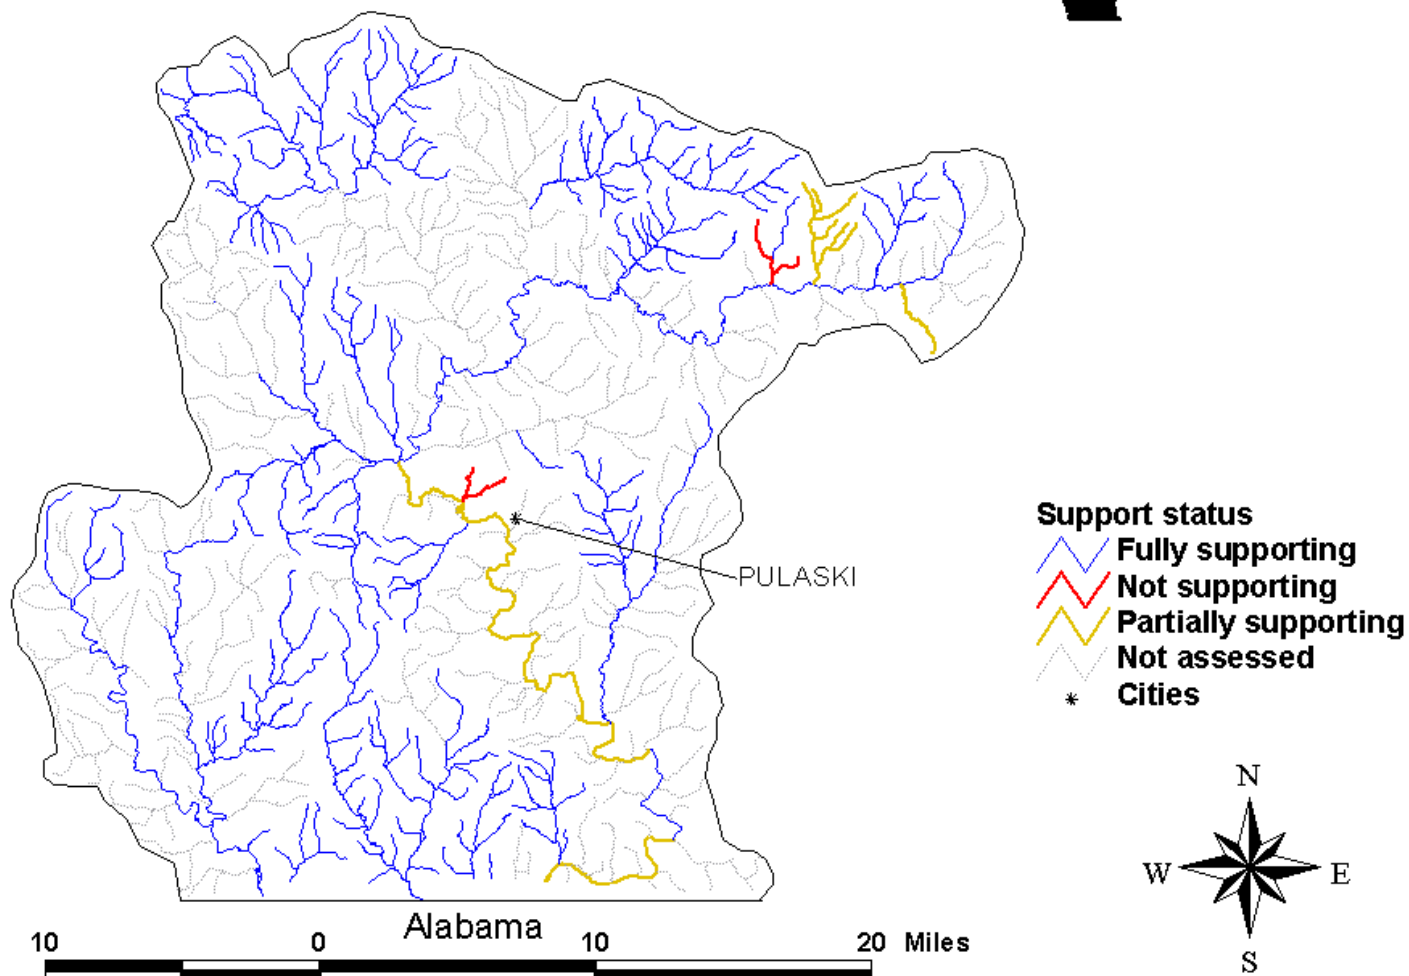 PULASKI
Support status
Fully supporting
Not supporting
Partially supporting
Not assessed
Cities
N
W E
S
Alabama
10 0 10 20 Miles